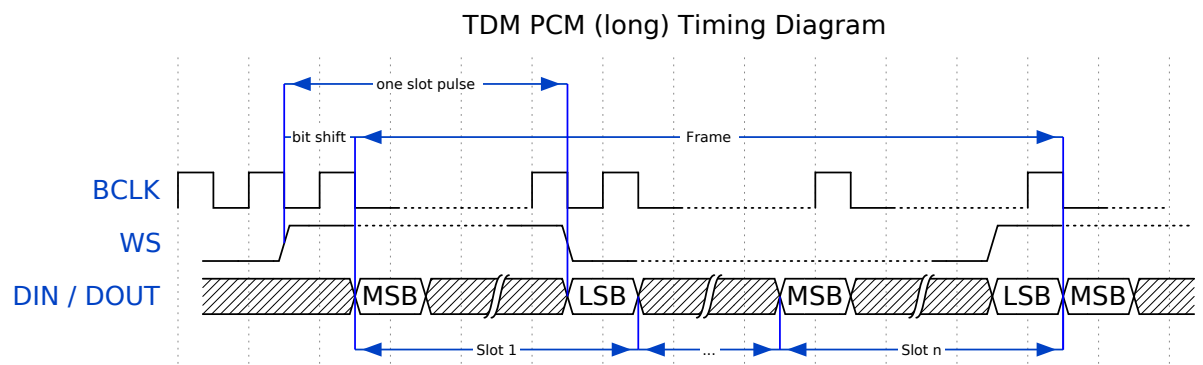 TDM PCM (long) Timing Diagram
one slot pulse
bit shift
Frame
BCLK
WS
DIN / DOUT
MSB
LSB
MSB
LSB
MSB
Slot 1
...
Slot n